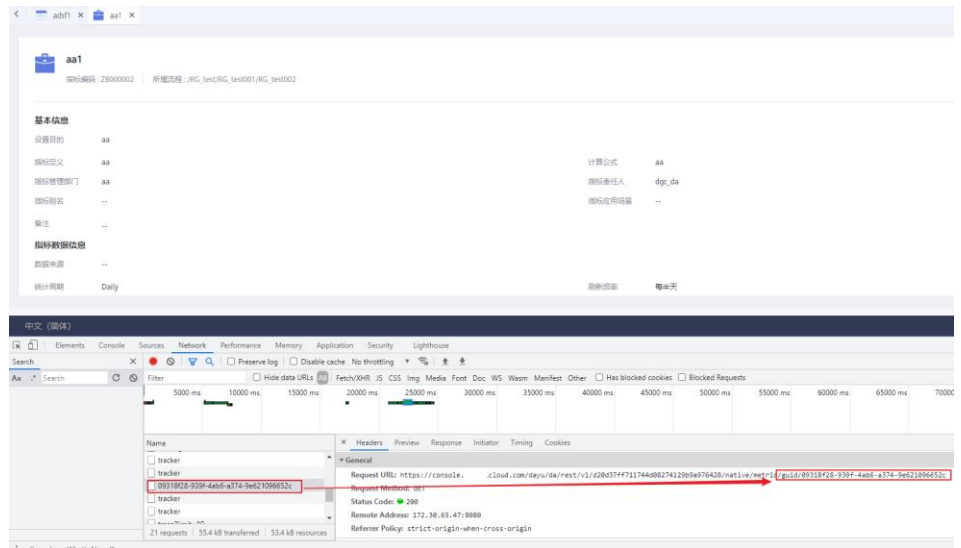 adsf1 × aa1 ×
aa1
指标编码 : ZB000002 所属流程 : /RG_test/RG_test001/RG_test002
基本信息
设置目的 aa
指标定义 aa 计算公式 aa
指标管理部门 aa 指标责任人 dgc_da
指标别名 -- 指标应用场景 --
备注 --
指标数据信息
数据来源 --
统计周期 Daily 刷新频率 每半天
中文 (简体)
Elements Console Sources Network Performance Memory Application Security Lighthouse
Search × Preserve log Disable cache No throttling
Aa .* Search Filter Hide data URLs All Fetch/XHR JS CSS Img Media Font Doc WS Wasm Manifest Other Has blocked cookies Blocked Requests
5000 ms 10000 ms 15000 ms 20000 ms 25000 ms 30000 ms 35000 ms 40000 ms 45000 ms 50000 ms 55000 ms 60000 ms 65000 ms 70000
Name × Headers Preview Response Initiator Timing Cookies
tracker General
tracker Request URL: https://console. .cloud.com/dayu/da/rest/v1/d20d37ff711744d08274129b9a976428/native/metric/guid/09318f28-939f-4ab6-a374-9e621096652c
09318f28-939f-4ab6-a374-9e621096652c Request Method: GET
tracker Status Code: 200
tracker Remote Address: 172.30.65.47:8080
Referrer Policy: strict-origin-when-cross-origin
21 requests 55.4 kB transferred 53.4 kB resources